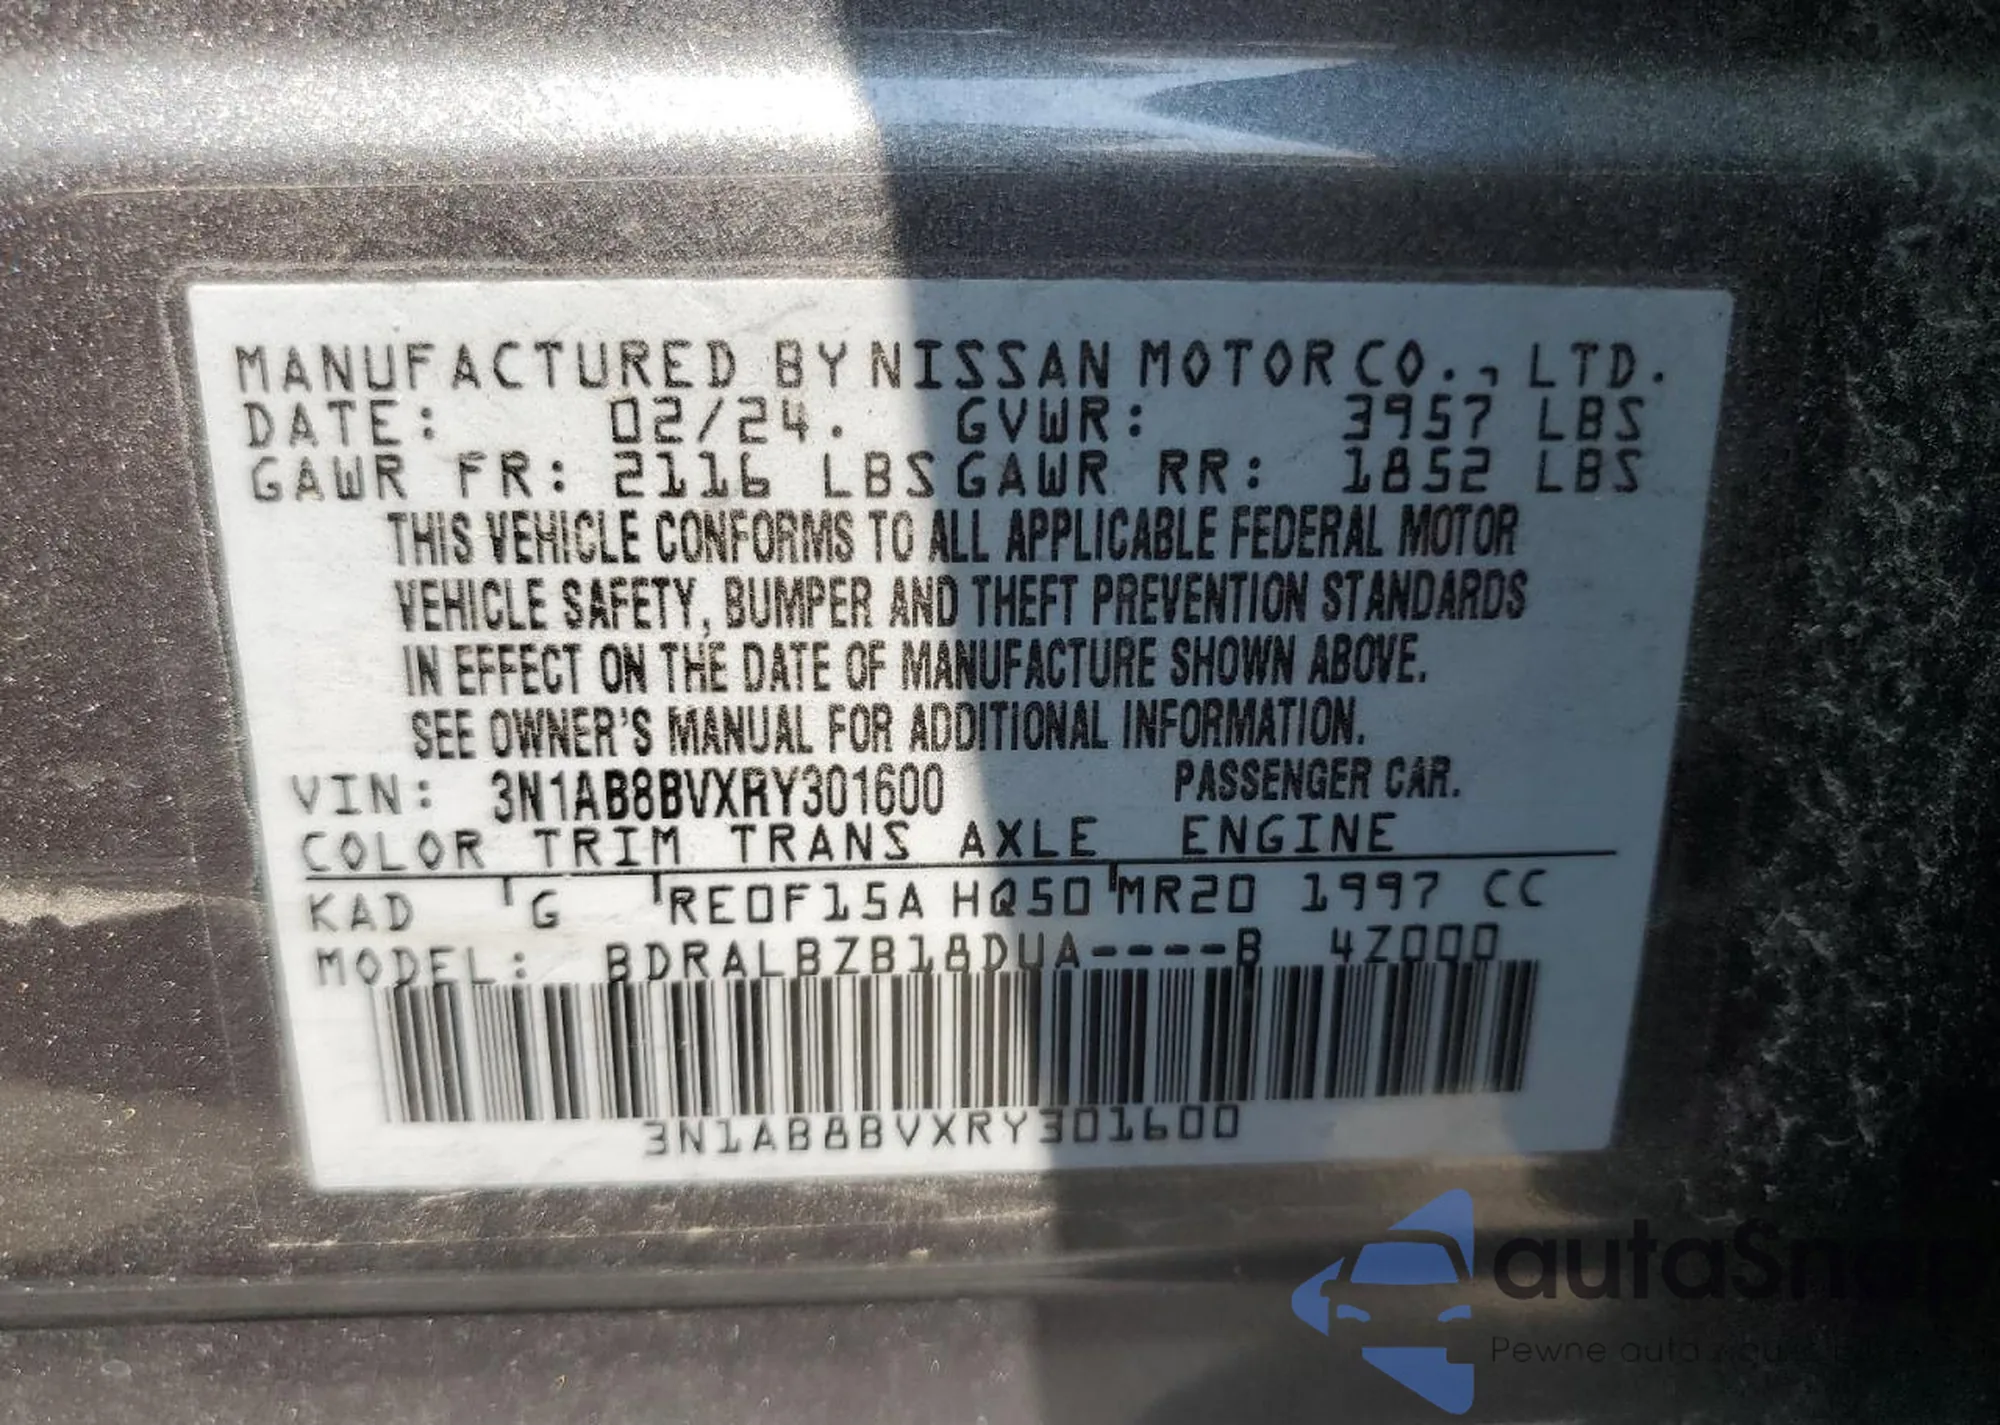 MANUFACTURED BY NISSAN MOTOR CO., LTD.
DATE: 02/24. GVWR: 3957 LBS
GAWR FR: 2116 LBS GAWR RR: 1852 LBS
THIS VEHICLE CONFORMS TO ALL APPLICABLE FEDERAL MOTOR
VEHICLE SAFETY, BUMPER AND THEFT PREVENTION STANDARDS
IN EFFECT ON THE DATE OF MANUFACTURE SHOWN ABOVE.
SEE OWNER'S MANUAL FOR ADDITIONAL INFORMATION.
VIN: 3N1AB8BVXRY301600 PASSENGER CAR.
COLOR TRIM TRANS AXLE ENGINE
KAD G RE0F15A HQ50 MR20 1997 CC
MODEL: BDRALBZB18DUA----B 4Z000
3N1AB8BVXRY301600
autaSnap
Pewne auto